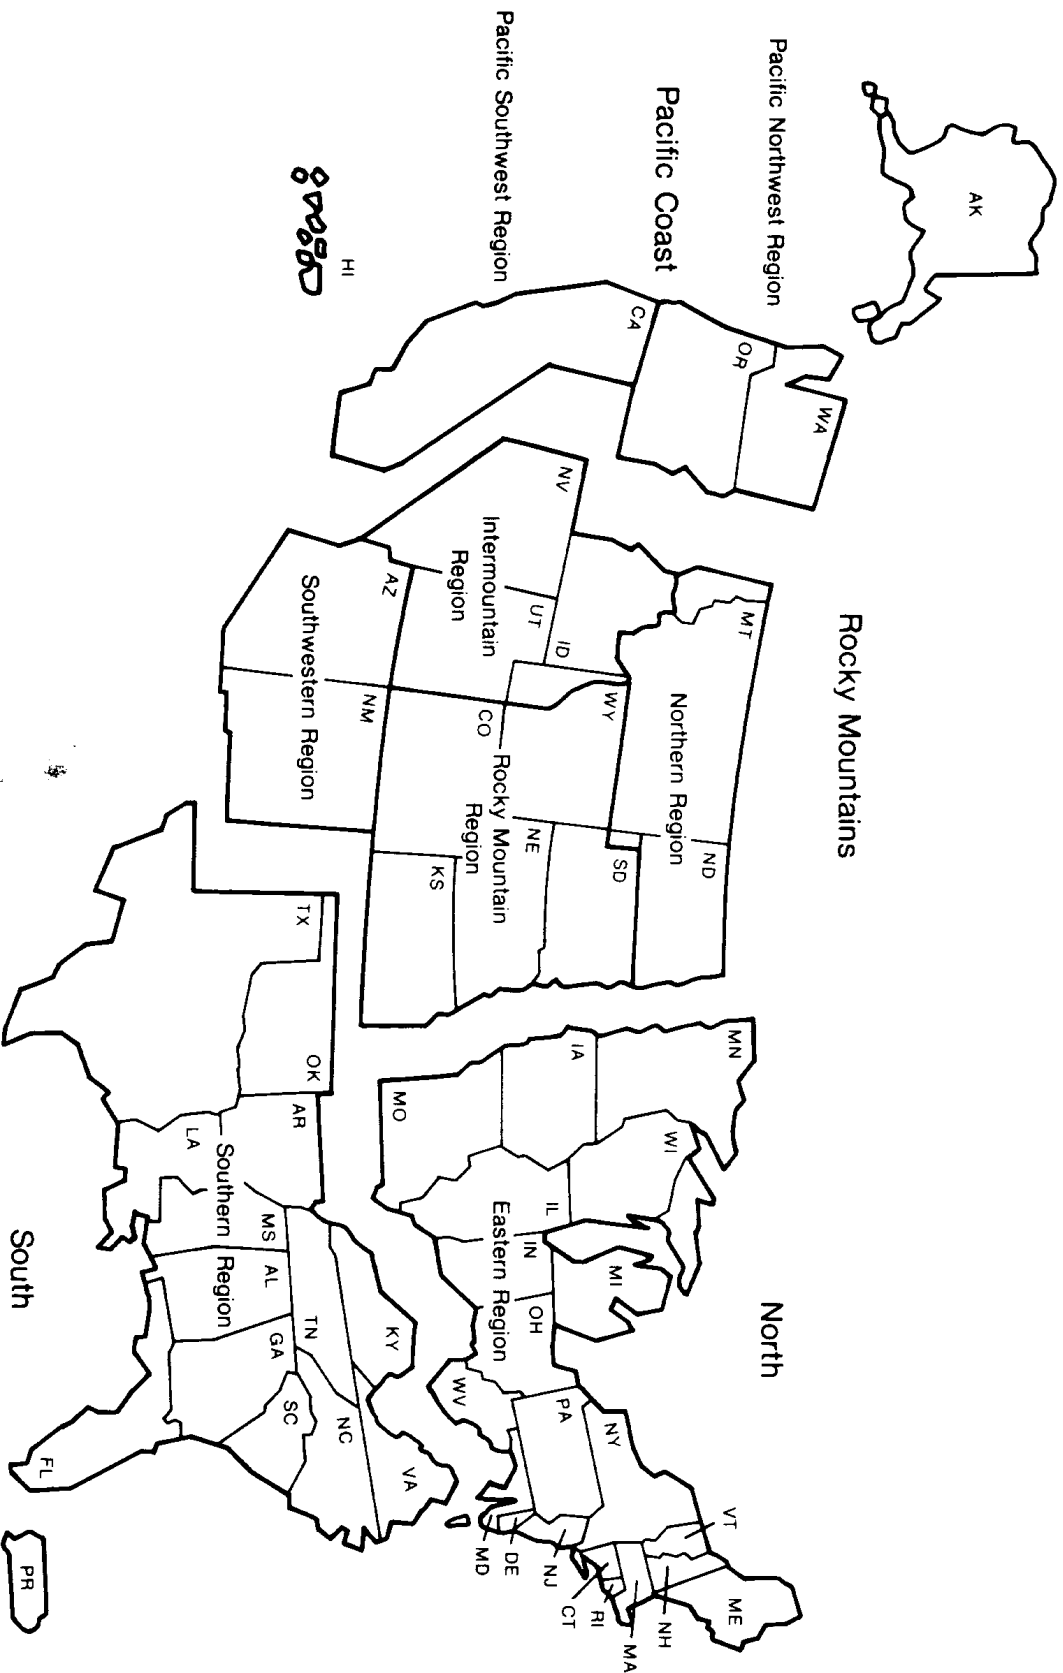 AK
Pacific Northwest Region
Pacific Coast
Pacific Southwest Region
HI
WA
OR
CA
Rocky Mountains
MT
ND
Northern Region
ID
WY
SD
NV
UT
Intermountain
Region
CO
NE
KS
Rocky Mountain
Region
AZ
NM
Southwestern Region
North
MN
WI
MI
IA
IL
IN
OH
MO
Eastern Region
WV
PA
NY
VT
ME
NH
MA
RI
CT
NJ
DE
MD
TX
OK
AR
LA
MS
AL
TN
KY
GA
SC
NC
VA
FL
Southern Region
South
PR